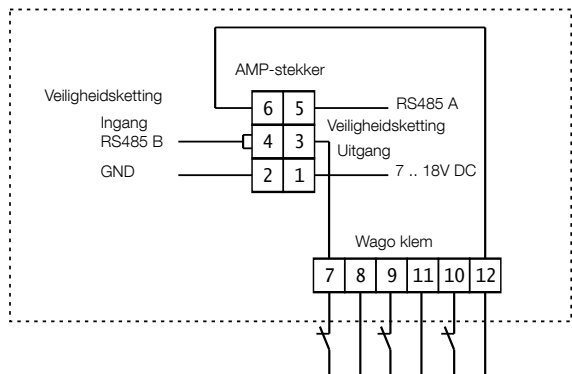 AMP-stekker
Veiligheidsketting
Ingang
6 5 RS485 A
RS485 B 4 3 Veiligheidsketting
Uitgang
GND 2 1 7 .. 18V DC
Wago klem
7 8 9 11 10 12